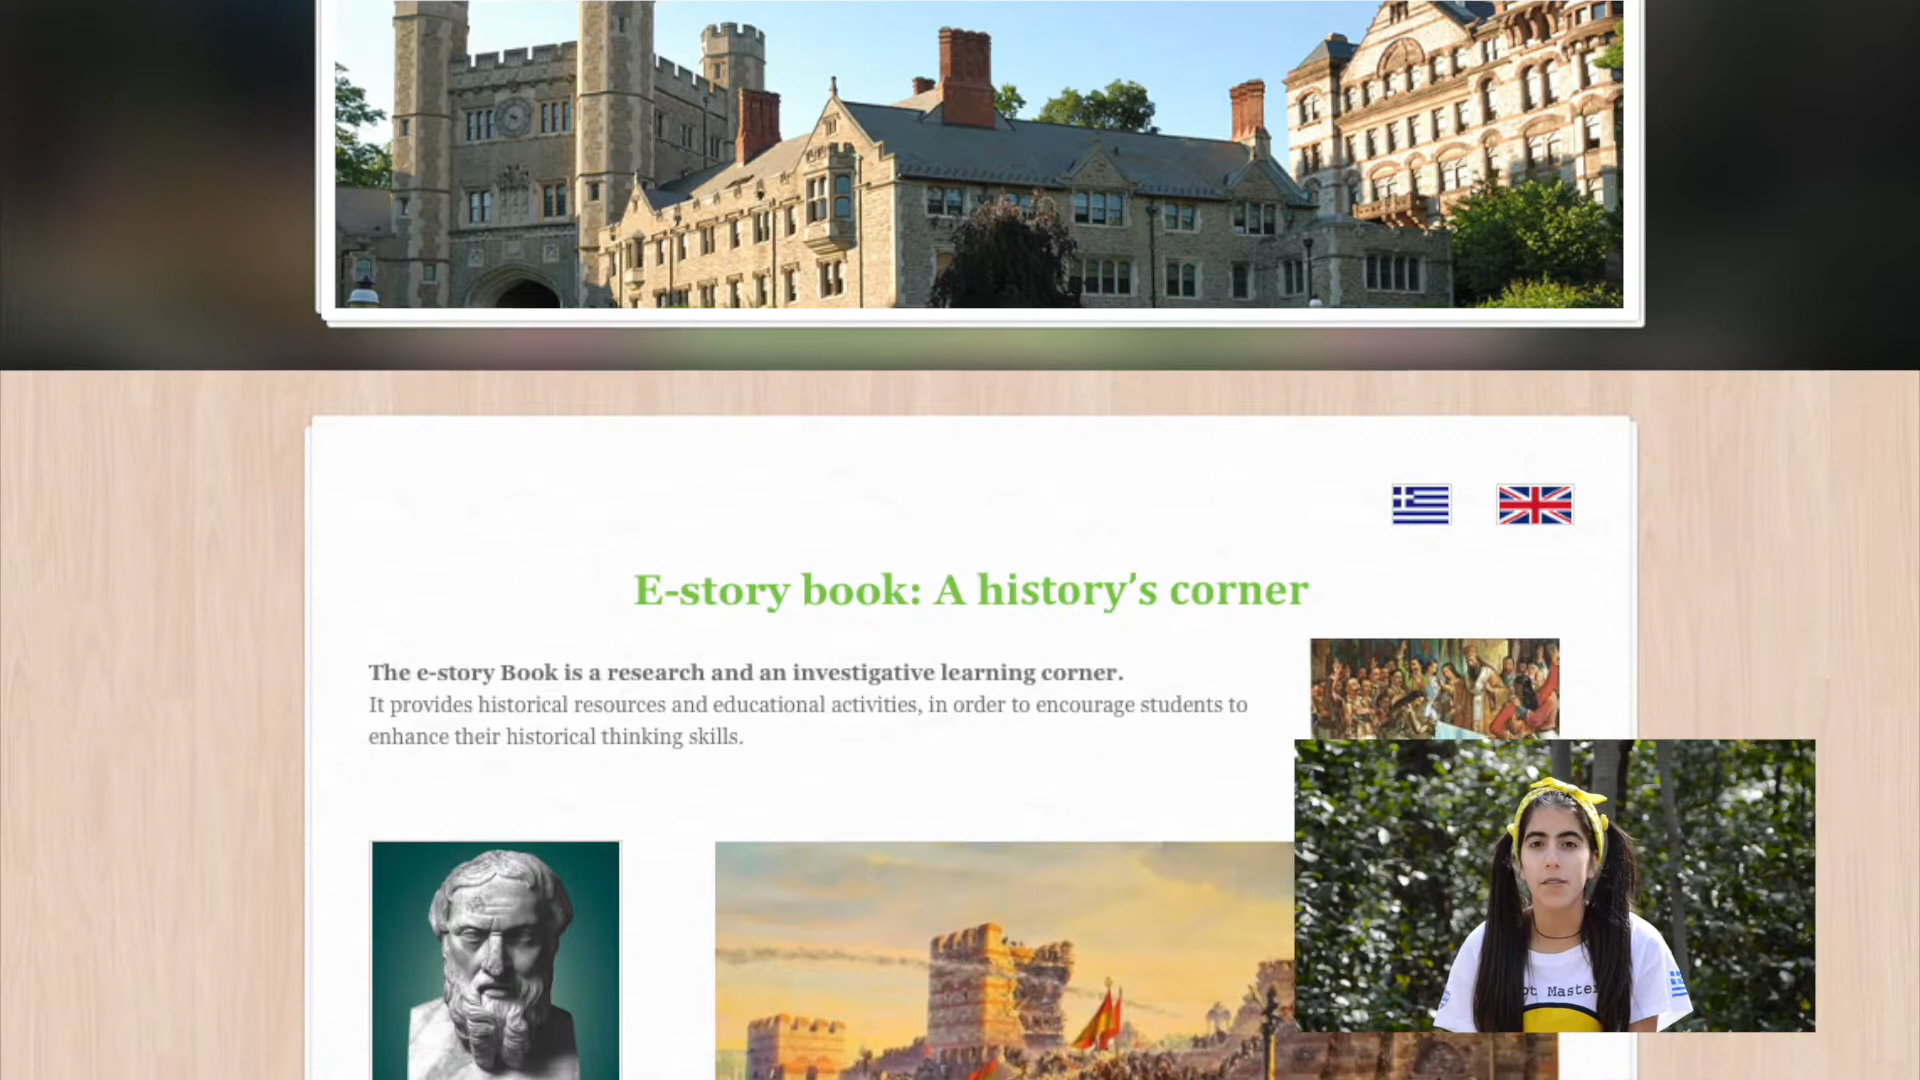 E-story book: A history's corner
The e-story Book is a research and an investigative learning corner.
It provides historical resources and educational activities, in order to encourage students to
enhance their historical thinking skills.
Master